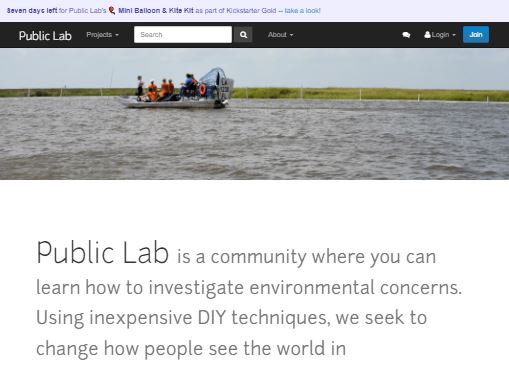 Seven days left for Public Lab's Mini Balloon & Kite Kit as part of Kickstarter Gold -- take a look!
Public Lab Projects Search About Login Join
Public Lab is a community where you can
learn how to investigate environmental concerns.
Using inexpensive DIY techniques, we seek to
change how people see the world in